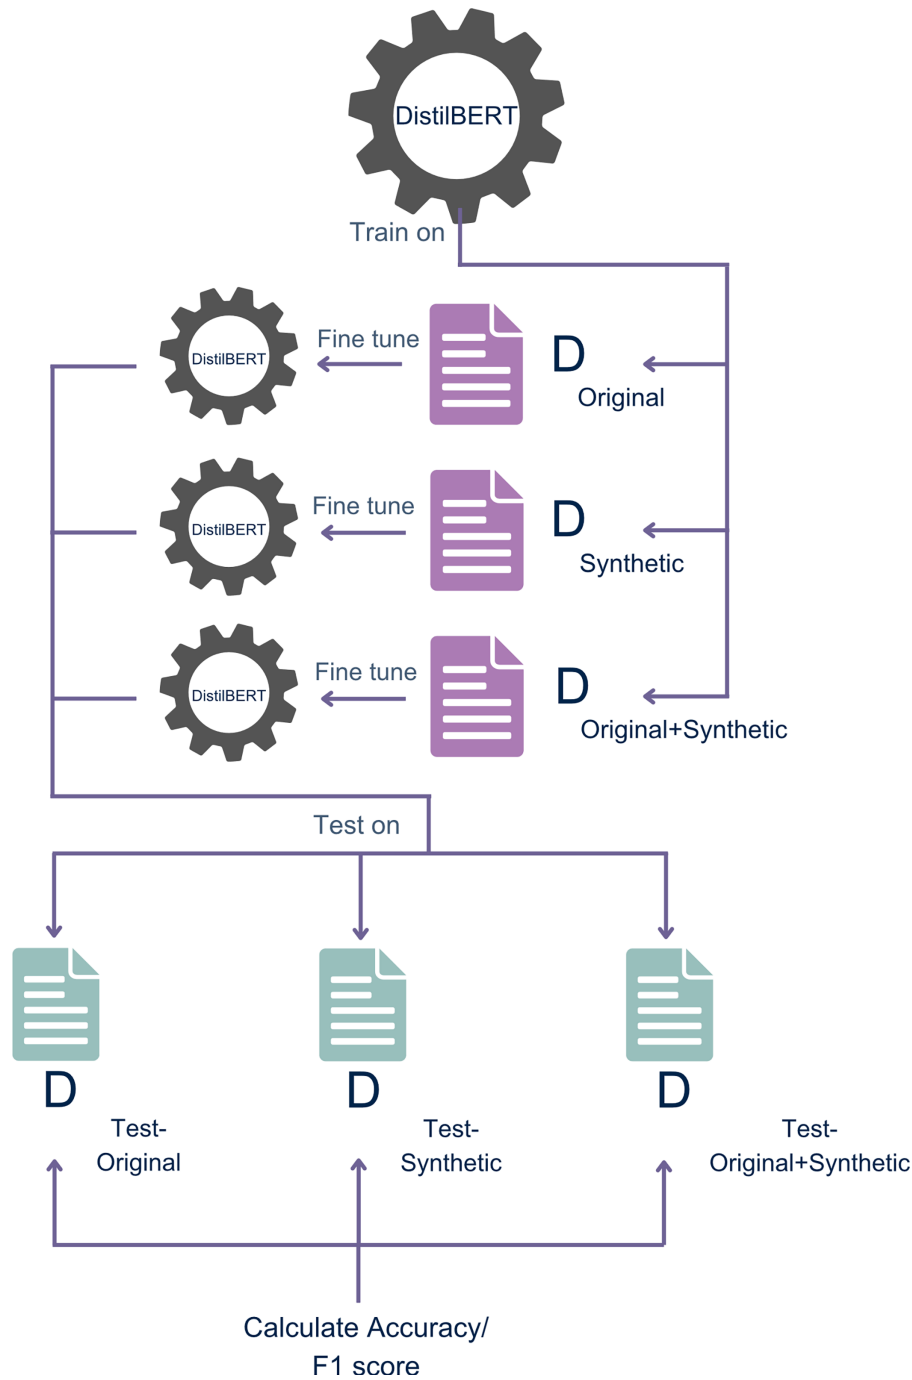 DistilBERT
Train on
DistilBERT
Fine tune
D
Original
DistilBERT
Fine tune
D
Synthetic
DistilBERT
Fine tune
D
Original+Synthetic
Test on
D
Test-
Original
D
Test-
Synthetic
D
Test-
Original+Synthetic
Calculate Accuracy/
F1 score